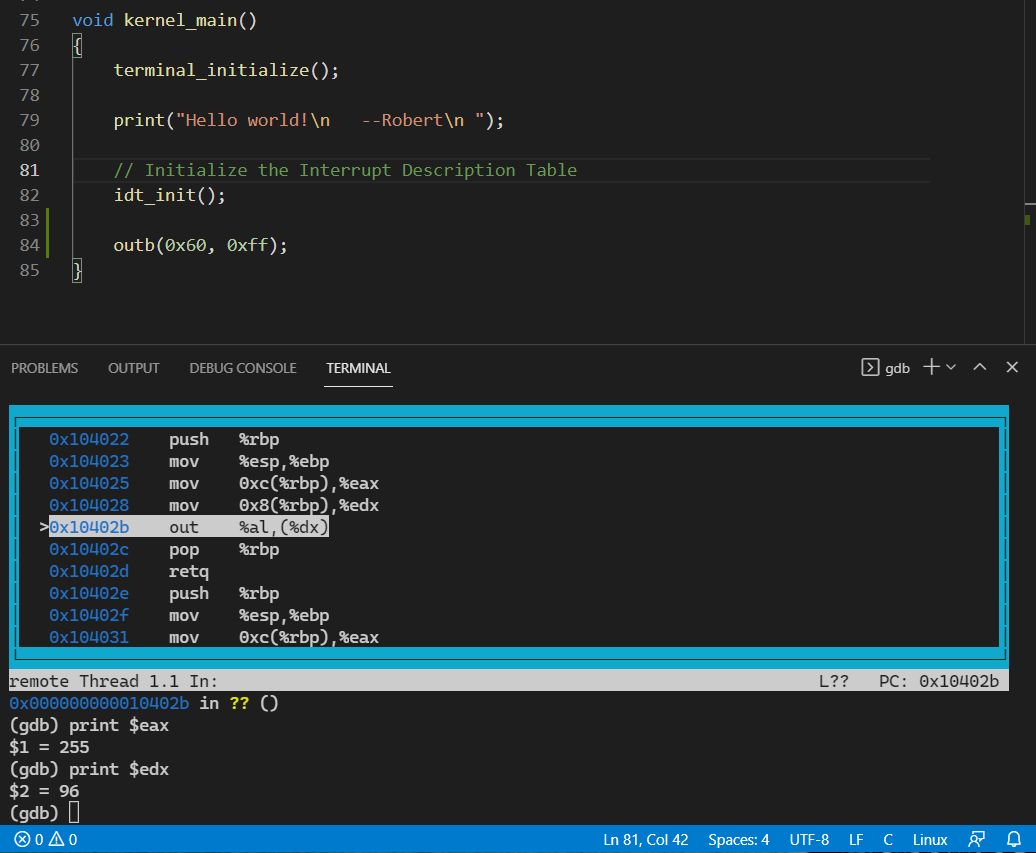 75 void kernel_main()
76 {
77     terminal_initialize();
78
79     print("Hello world!\n   --Robert\n ");
80
81     // Initialize the Interrupt Description Table
82     idt_init();
83
84     outb(0x60, 0xff);
85 }
PROBLEMS OUTPUT DEBUG CONSOLE TERMINAL gdb
0x104022 push %rbp
0x104023 mov %esp,%ebp
0x104025 mov 0xc(%rbp),%eax
0x104028 mov 0x8(%rbp),%edx
>0x10402b out %al,(%dx)
0x10402c pop %rbp
0x10402d retq
0x10402e push %rbp
0x10402f mov %esp,%ebp
0x104031 mov 0xc(%rbp),%eax
remote Thread 1.1 In: L?? PC: 0x10402b
0x000000000010402b in ?? ()
(gdb) print $eax
$1 = 255
(gdb) print $edx
$2 = 96
(gdb)
0 0 Ln 81, Col 42 Spaces: 4 UTF-8 LF C Linux